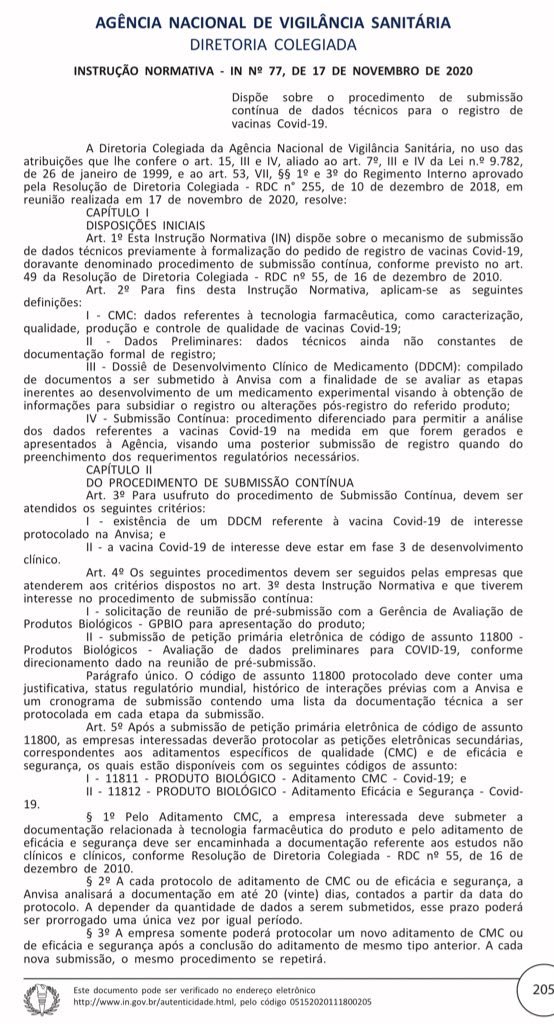 AGÊNCIA NACIONAL DE VIGILÂNCIA SANITÁRIA
DIRETORIA COLEGIADA
INSTRUÇÃO NORMATIVA - IN Nº 77, DE 17 DE NOVEMBRO DE 2020
Dispõe sobre o procedimento de submissão
contínua de dados técnicos para o registro de
vacinas Covid-19.
A Diretoria Colegiada da Agência Nacional de Vigilância Sanitária, no uso das
atribuições que lhe confere o art. 15, III e IV, aliado ao art. 7º, III e IV da Lei n.º 9.782,
de 26 de janeiro de 1999, e ao art. 53, VII, §§ 1º e 3º do Regimento Interno aprovado
pela Resolução de Diretoria Colegiada - RDC n° 255, de 10 de dezembro de 2018, em
reunião realizada em 17 de novembro de 2020, resolve:
CAPÍTULO I
DISPOSIÇÕES INICIAIS
Art. 1º Esta Instrução Normativa (IN) dispõe sobre o mecanismo de submissão
de dados técnicos previamente à formalização do pedido de registro de vacinas Covid-19,
doravante denominado procedimento de submissão contínua, conforme previsto no art.
49 da Resolução de Diretoria Colegiada - RDC nº 55, de 16 de dezembro de 2010.
Art. 2º Para fins desta Instrução Normativa, aplicam-se as seguintes
definições:
I - CMC: dados referentes à tecnologia farmacêutica, como caracterização,
qualidade, produção e controle de qualidade de vacinas Covid-19;
II - Dados Preliminares: dados técnicos ainda não constantes de
documentação formal de registro;
III - Dossiê de Desenvolvimento Clínico de Medicamento (DDCM): compilado
de documentos a ser submetido à Anvisa com a finalidade de se avaliar as etapas
inerentes ao desenvolvimento de um medicamento experimental visando à obtenção de
informações para subsidiar o registro ou alterações pós-registro do referido produto;
IV - Submissão Contínua: procedimento diferenciado para permitir a análise
dos dados referentes a vacinas Covid-19 na medida em que forem gerados e
apresentados à Agência, visando uma posterior submissão de registro quando do
preenchimento dos requerimentos regulatórios necessários.
CAPÍTULO II
DO PROCEDIMENTO DE SUBMISSÃO CONTÍNUA
Art. 3º Para usufruto do procedimento de Submissão Contínua, devem ser
atendidos os seguintes critérios:
I - existência de um DDCM referente à vacina Covid-19 de interesse
protocolado na Anvisa; e
II - a vacina Covid-19 de interesse deve estar em fase 3 de desenvolvimento
clínico.
Art. 4º Os seguintes procedimentos devem ser seguidos pelas empresas que
atenderem aos critérios dispostos no art. 3º desta Instrução Normativa e que tiverem
interesse no procedimento de submissão contínua:
I - solicitação de reunião de pré-submissão com a Gerência de Avaliação de
Produtos Biológicos - GPBIO para apresentação do produto;
II - submissão de petição primária eletrônica de código de assunto 11800 -
Produtos Biológicos - Avaliação de dados preliminares para COVID-19, conforme
direcionamento dado na reunião de pré-submissão.
Parágrafo único. O código de assunto 11800 protocolado deve conter uma
justificativa, status regulatório mundial, histórico de interações prévias com a Anvisa e
um cronograma de submissão contendo uma lista da documentação técnica a ser
protocolada em cada etapa da submissão.
Art. 5º Após a submissão de petição primária eletrônica de código de assunto
11800, as empresas interessadas deverão protocolar as petições eletrônicas secundárias,
correspondentes aos aditamentos específicos de qualidade (CMC) e de eficácia e
segurança, os quais estão disponíveis com os seguintes códigos de assunto:
I - 11811 - PRODUTO BIOLÓGICO - Aditamento CMC - Covid-19; e
II - 11812 - PRODUTO BIOLÓGICO - Aditamento Eficácia e Segurança - Covid-
19.
§ 1º Pelo Aditamento CMC, a empresa interessada deve submeter a
documentação relacionada à tecnologia farmacêutica do produto e pelo aditamento de
eficácia e segurança deve ser encaminhada a documentação referente aos estudos não
clínicos e clínicos, conforme Resolução de Diretoria Colegiada - RDC nº 55, de 16 de
dezembro de 2010.
§ 2º A cada protocolo de aditamento de CMC ou de eficácia e segurança, a
Anvisa analisará a documentação em até 20 (vinte) dias, contados a partir da data do
protocolo. A depender da quantidade de dados a serem submetidos, esse prazo poderá
ser prorrogado uma única vez por igual período.
§ 3º A empresa somente poderá protocolar um novo aditamento de CMC ou
de eficácia e segurança após a conclusão do aditamento de mesmo tipo anterior. A cada
nova submissão, o mesmo procedimento se repetirá.
Este documento pode ser verificado no endereço eletrônico
http://www.in.gov.br/autenticidade.html, pelo código 05152020111800205
205